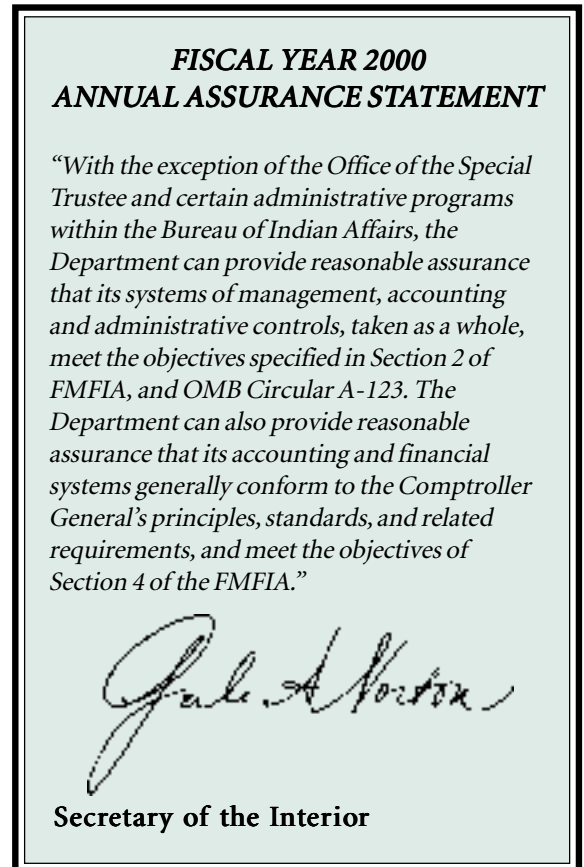 FISCAL YEAR 2000
ANNUAL ASSURANCE STATEMENT
“With the exception of the Office of the Special
Trustee and certain administrative programs
within the Bureau of Indian Affairs, the
Department can provide reasonable assurance
that its systems of management, accounting
and administrative controls, taken as a whole,
meet the objectives specified in Section 2 of
FMFIA, and OMB Circular A-123. The
Department can also provide reasonable
assurance that its accounting and financial
systems generally conform to the Comptroller
General’s principles, standards, and related
requirements, and meet the objectives of
Section 4 of the FMFIA.”
Gale A Norton
Secretary of the Interior